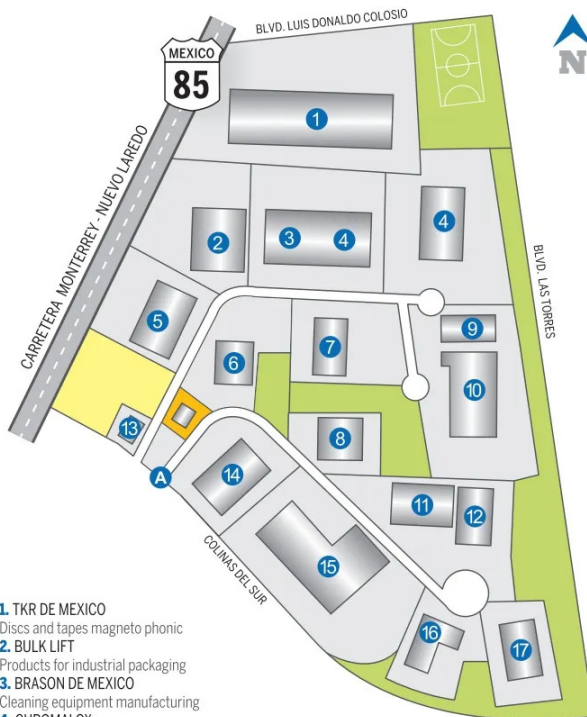 BLVD. LUIS DONALDO COLOSIO
N
MEXICO
85
CARRETERA MONTERREY - NUEVO LAREDO
BLVD. LAS TORRES
1
2
3
4
4
5
6
7
8
9
10
11
12
13
A
14
15
16
17
COLINAS DEL SUR
1. TKR DE MEXICO
Discs and tapes magneto phonic
2. BULK LIFT
Products for industrial packaging
3. BRASON DE MEXICO
Cleaning equipment manufacturing